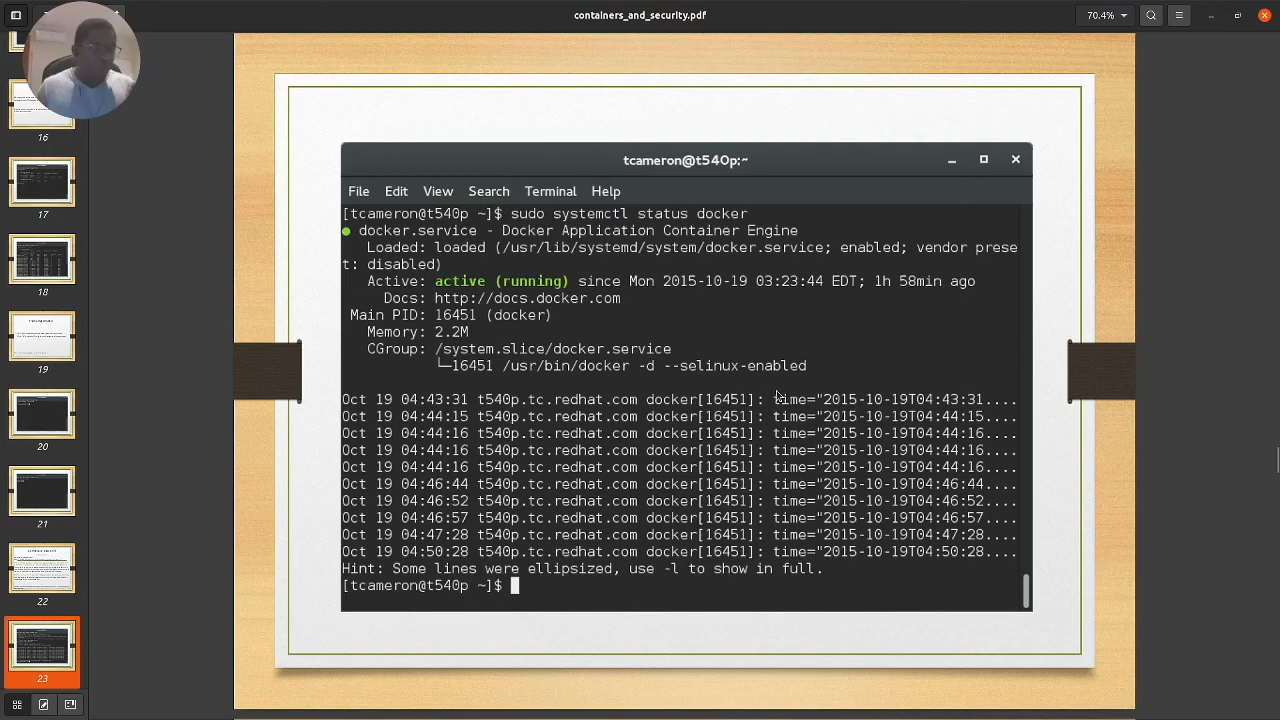 containers_and_security.pdf
70.4%
16
17
18
19
20
21
22
23
tcameron@t540p:~
File Edit View Search Terminal Help
[tcameron@t540p ~]$ sudo systemctl status docker
● docker.service - Docker Application Container Engine
Loaded: loaded (/usr/lib/systemd/system/docker.service; enabled; vendor prese
t: disabled)
Active: active (running) since Mon 2015-10-19 03:23:44 EDT; 1h 58min ago
Docs: http://docs.docker.com
Main PID: 16451 (docker)
Memory: 2.2M
CGroup: /system.slice/docker.service
└─16451 /usr/bin/docker -d --selinux-enabled
Oct 19 04:43:31 t540p.tc.redhat.com docker[16451]: time="2015-10-19T04:43:31....
Oct 19 04:44:15 t540p.tc.redhat.com docker[16451]: time="2015-10-19T04:44:15....
Oct 19 04:44:16 t540p.tc.redhat.com docker[16451]: time="2015-10-19T04:44:16....
Oct 19 04:44:16 t540p.tc.redhat.com docker[16451]: time="2015-10-19T04:44:16....
Oct 19 04:44:16 t540p.tc.redhat.com docker[16451]: time="2015-10-19T04:44:16....
Oct 19 04:46:44 t540p.tc.redhat.com docker[16451]: time="2015-10-19T04:46:44....
Oct 19 04:46:52 t540p.tc.redhat.com docker[16451]: time="2015-10-19T04:46:52....
Oct 19 04:46:57 t540p.tc.redhat.com docker[16451]: time="2015-10-19T04:46:57....
Oct 19 04:47:28 t540p.tc.redhat.com docker[16451]: time="2015-10-19T04:47:28....
Oct 19 04:50:28 t540p.tc.redhat.com docker[16451]: time="2015-10-19T04:50:28....
Hint: Some lines were ellipsized, use -l to show in full.
[tcameron@t540p ~]$